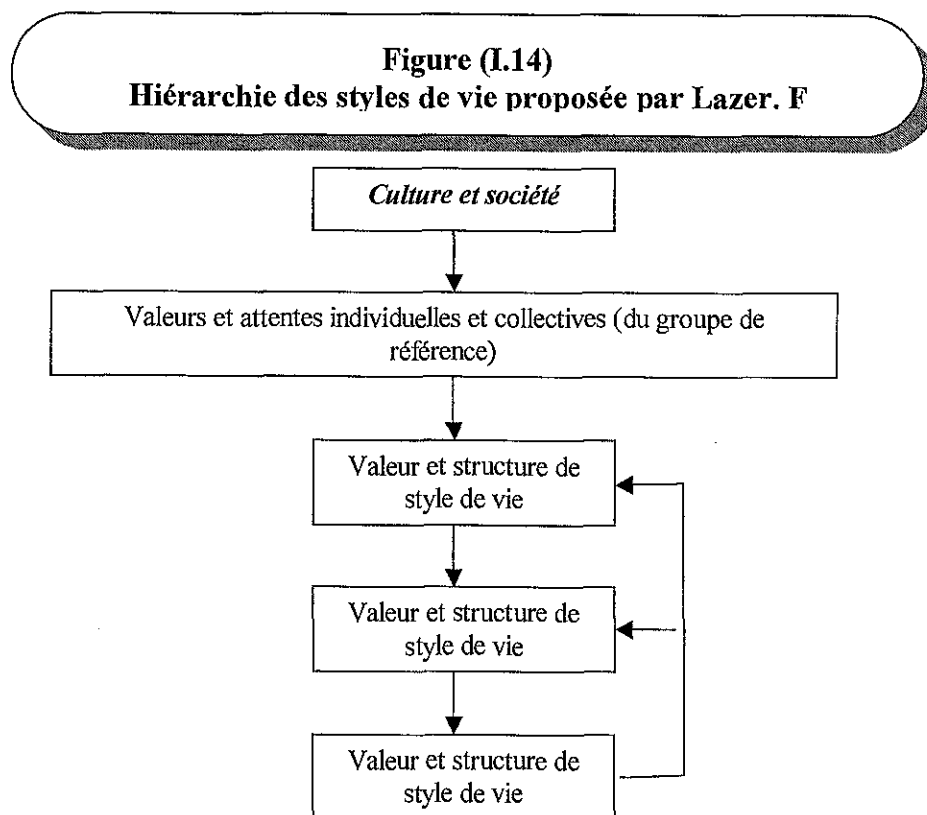 Figure (I.14)
Hiérarchie des styles de vie proposée par Lazer. F
Culture et société
Valeurs et attentes individuelles et collectives (du groupe de
référence)
Valeur et structure de
style de vie
Valeur et structure de
style de vie
Valeur et structure de
style de vie